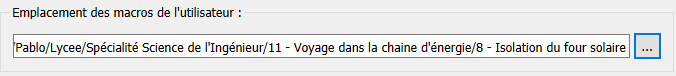 Emplacement des macros de l'utilisateur :
'Pablo/Lycee/Spécialité Science de l'Ingénieur/11 - Voyage dans la chaine d'énergie/8 - Isolation du four solaire
...